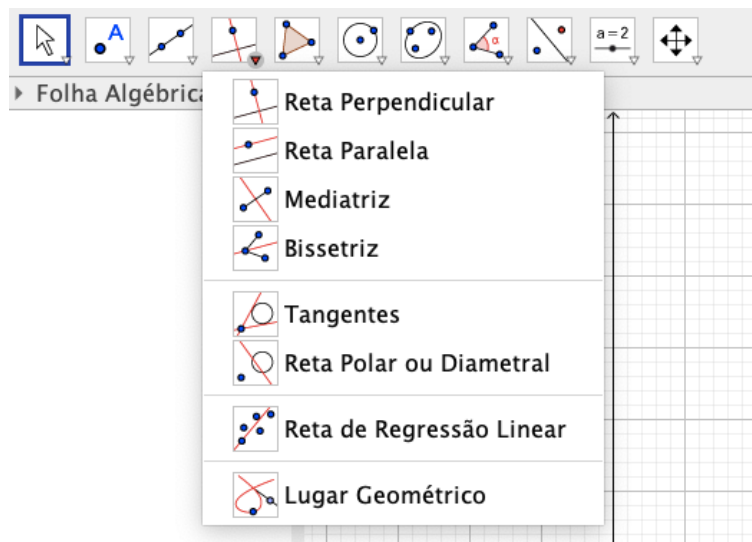 A
α
a=2
Folha Algébrica
Reta Perpendicular
Reta Paralela
Mediatriz
Bissetriz
Tangentes
Reta Polar ou Diametral
Reta de Regressão Linear
Lugar Geométrico